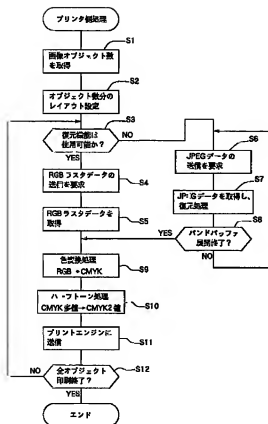 プリンタ側処理
S1
画像オブジェクト数
を取得
S2
オブジェクト数分の
レイアウト設定
S3
復元機能は
使用可能か?
NO
YES
S4
RGBラスタデータの
送信を要求
S5
RGBラスタデータを
取得
S6
JPEGデータの
送信を要求
S7
JPEGデータを取得し、
復元処理
S8
バンドバッファ
展開終了?
YES
NO
S9
色変換処理
RGB→CMYK
ハーフトーン処理
CMYK多値→CMYK2値
S10
プリントエンジンに
送信
S11
全オブジェクト
印刷終了?
S12
NO
YES
エンド